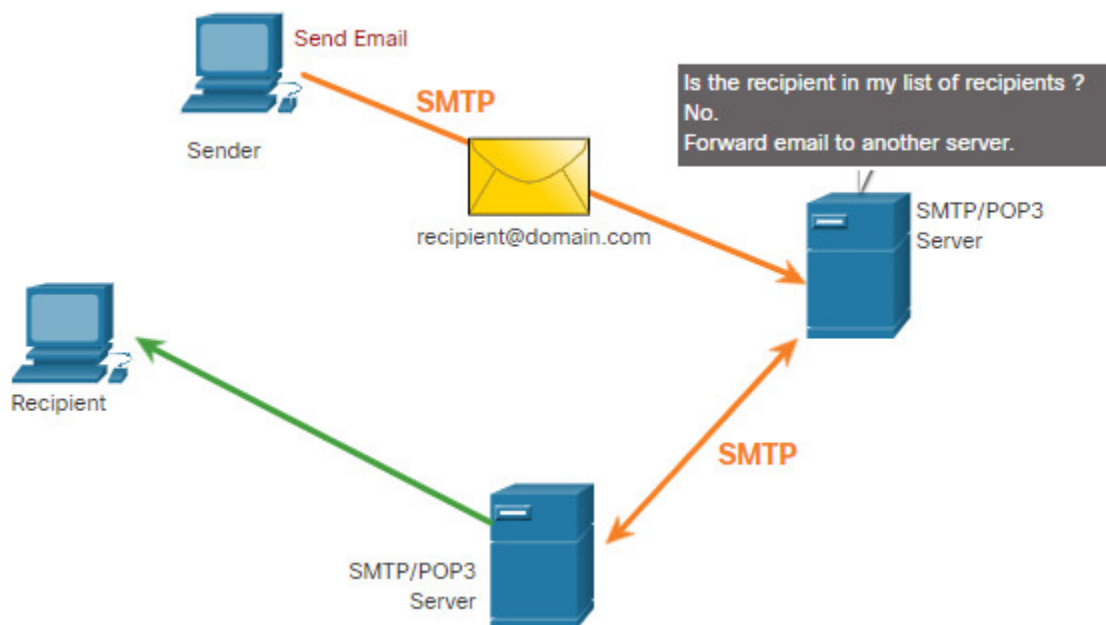 Send Email
SMTP
Sender
recipient@domain.com
Is the recipient in my list of recipients ?
No.
Forward email to another server.
SMTP/POP3
Server
Recipient
SMTP
SMTP/POP3
Server